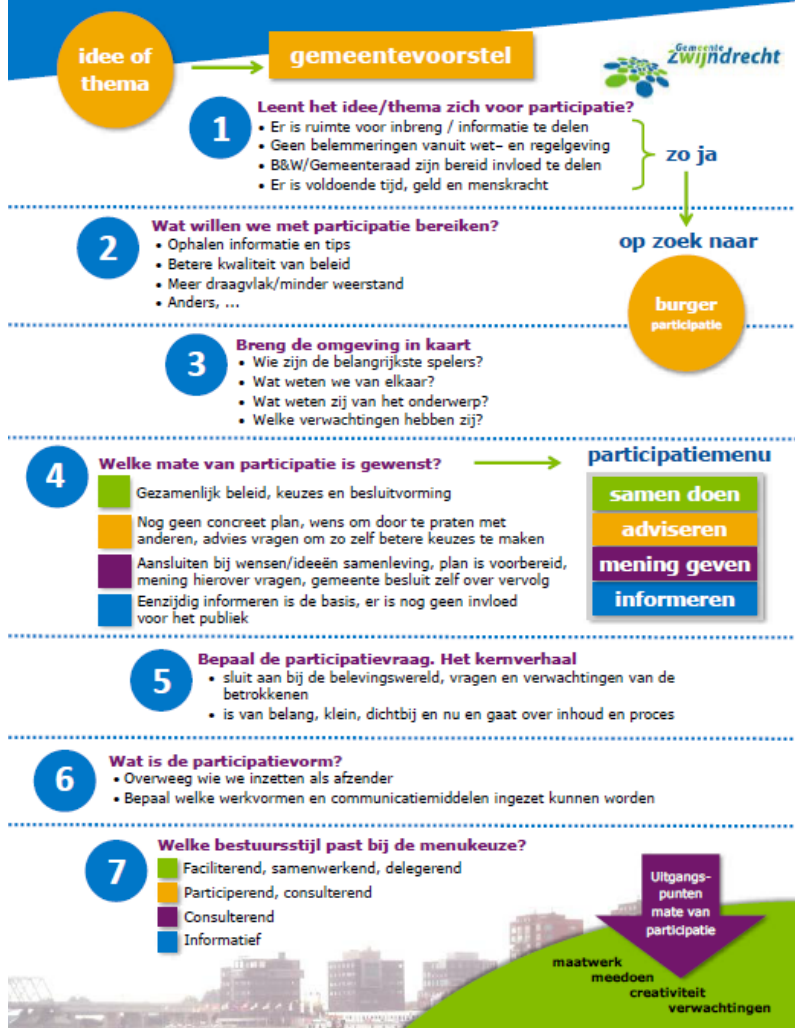 idee of
thema
gemeentevoorstel
Gemeente
Zwijndrecht
1
Leent het idee/thema zich voor participatie?
• Er is ruimte voor inbreng / informatie te delen
• Geen belemmeringen vanuit wet– en regelgeving
• B&W/Gemeenteraad zijn bereid invloed te delen
• Er is voldoende tijd, geld en menskracht
zo ja
2
Wat willen we met participatie bereiken?
• Ophalen informatie en tips
• Betere kwaliteit van beleid
• Meer draagvlak/minder weerstand
• Anders, ...
op zoek naar
burger
participatie
3
Breng de omgeving in kaart
• Wie zijn de belangrijkste spelers?
• Wat weten we van elkaar?
• Wat weten zij van het onderwerp?
• Welke verwachtingen hebben zij?
4
Welke mate van participatie is gewenst?
Gezamenlijk beleid, keuzes en besluitvorming
Nog geen concreet plan, wens om door te praten met
anderen, advies vragen om zo zelf betere keuzes te maken
Aansluiten bij wensen/ideeën samenleving, plan is voorbereid,
mening hierover vragen, gemeente besluit zelf over vervolg
Eenzijdig informeren is de basis, er is nog geen invloed
voor het publiek
participatiemenu
samen doen
adviseren
mening geven
informeren
5
Bepaal de participatievraag. Het kernverhaal
• sluit aan bij de belevingswereld, vragen en verwachtingen van de
betrokkenen
• is van belang, klein, dichtbij en nu en gaat over inhoud en proces
6
Wat is de participatievorm?
• Overweeg wie we inzetten als afzender
• Bepaal welke werkvormen en communicatiemiddelen ingezet kunnen worden
7
Welke bestuursstijl past bij de menukeuze?
Faciliterend, samenwerkend, delegerend
Participerend, consulterend
Consulterend
Informatief
Uitgangs-
punten
mate van
participatie
maatwerk
meedoen
creativiteit
verwachtingen